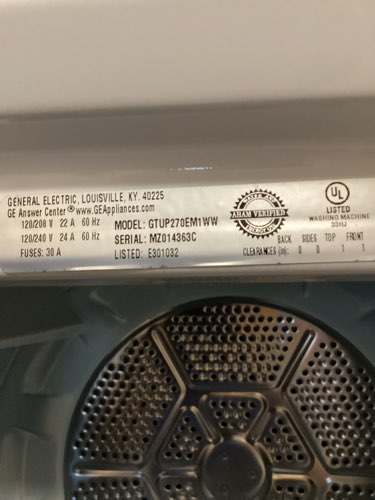 GENERAL ELECTRIC, LOUISVILLE, KY. 40225
GE Answer Center® www.GEAppliances.com
120/208 V 22 A 60 Hz
120/240 V 24 A 60 Hz
FUSES: 30 A
MODEL: GTUP270EM1WW
SERIAL: MZ014363C
LISTED: E301032
AHAM VERIFIED
UL
LISTED
WASHING MACHINE
33YJ
BACK SIDES TOP FRONT
CLEARANCES (in): 0 0 1 1